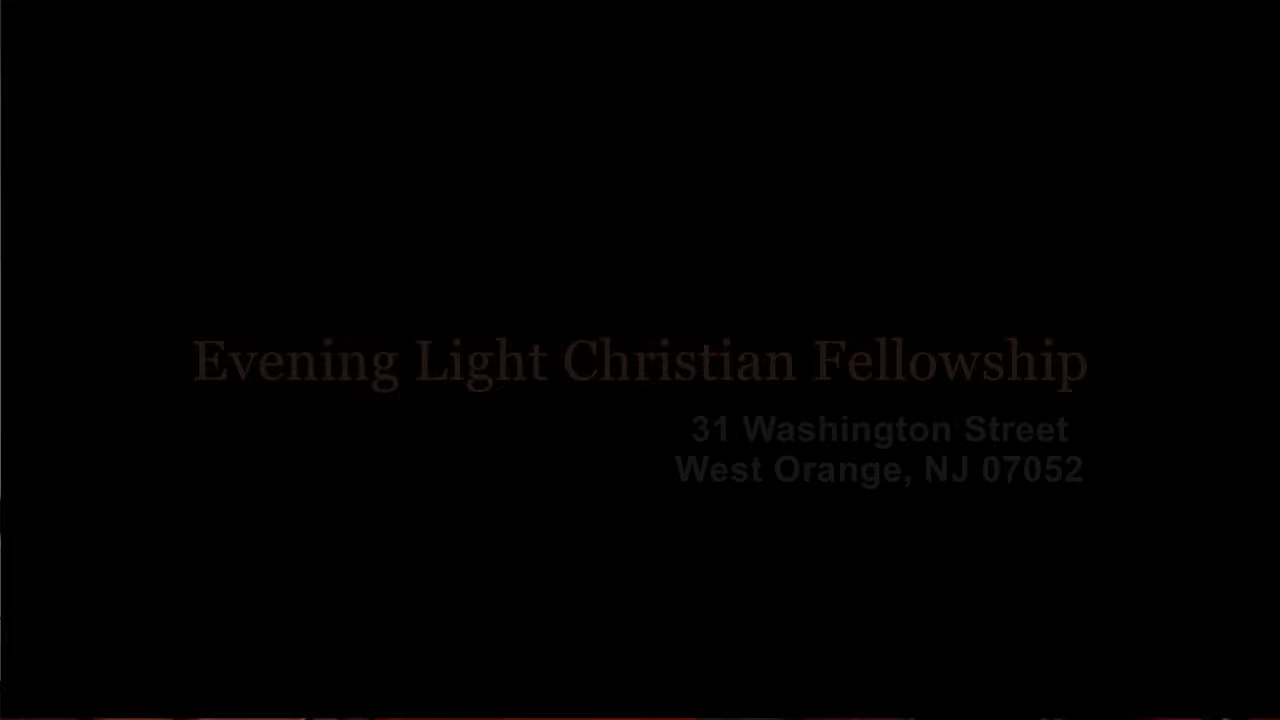 Evening Light Christian Fellowship
31 Washington Street
West Orange, NJ 07052